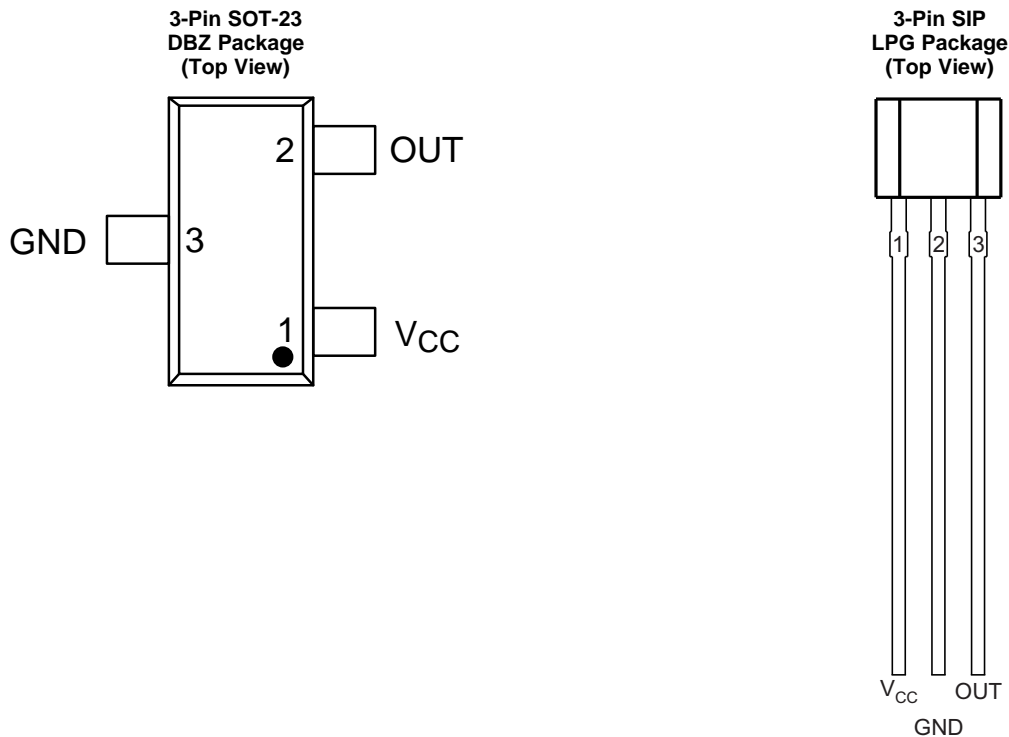 3-Pin SOT-23
DBZ Package
(Top View)
2
OUT
GND
3
1
VCC
3-Pin SIP
LPG Package
(Top View)
1
2
3
VCC
OUT
GND